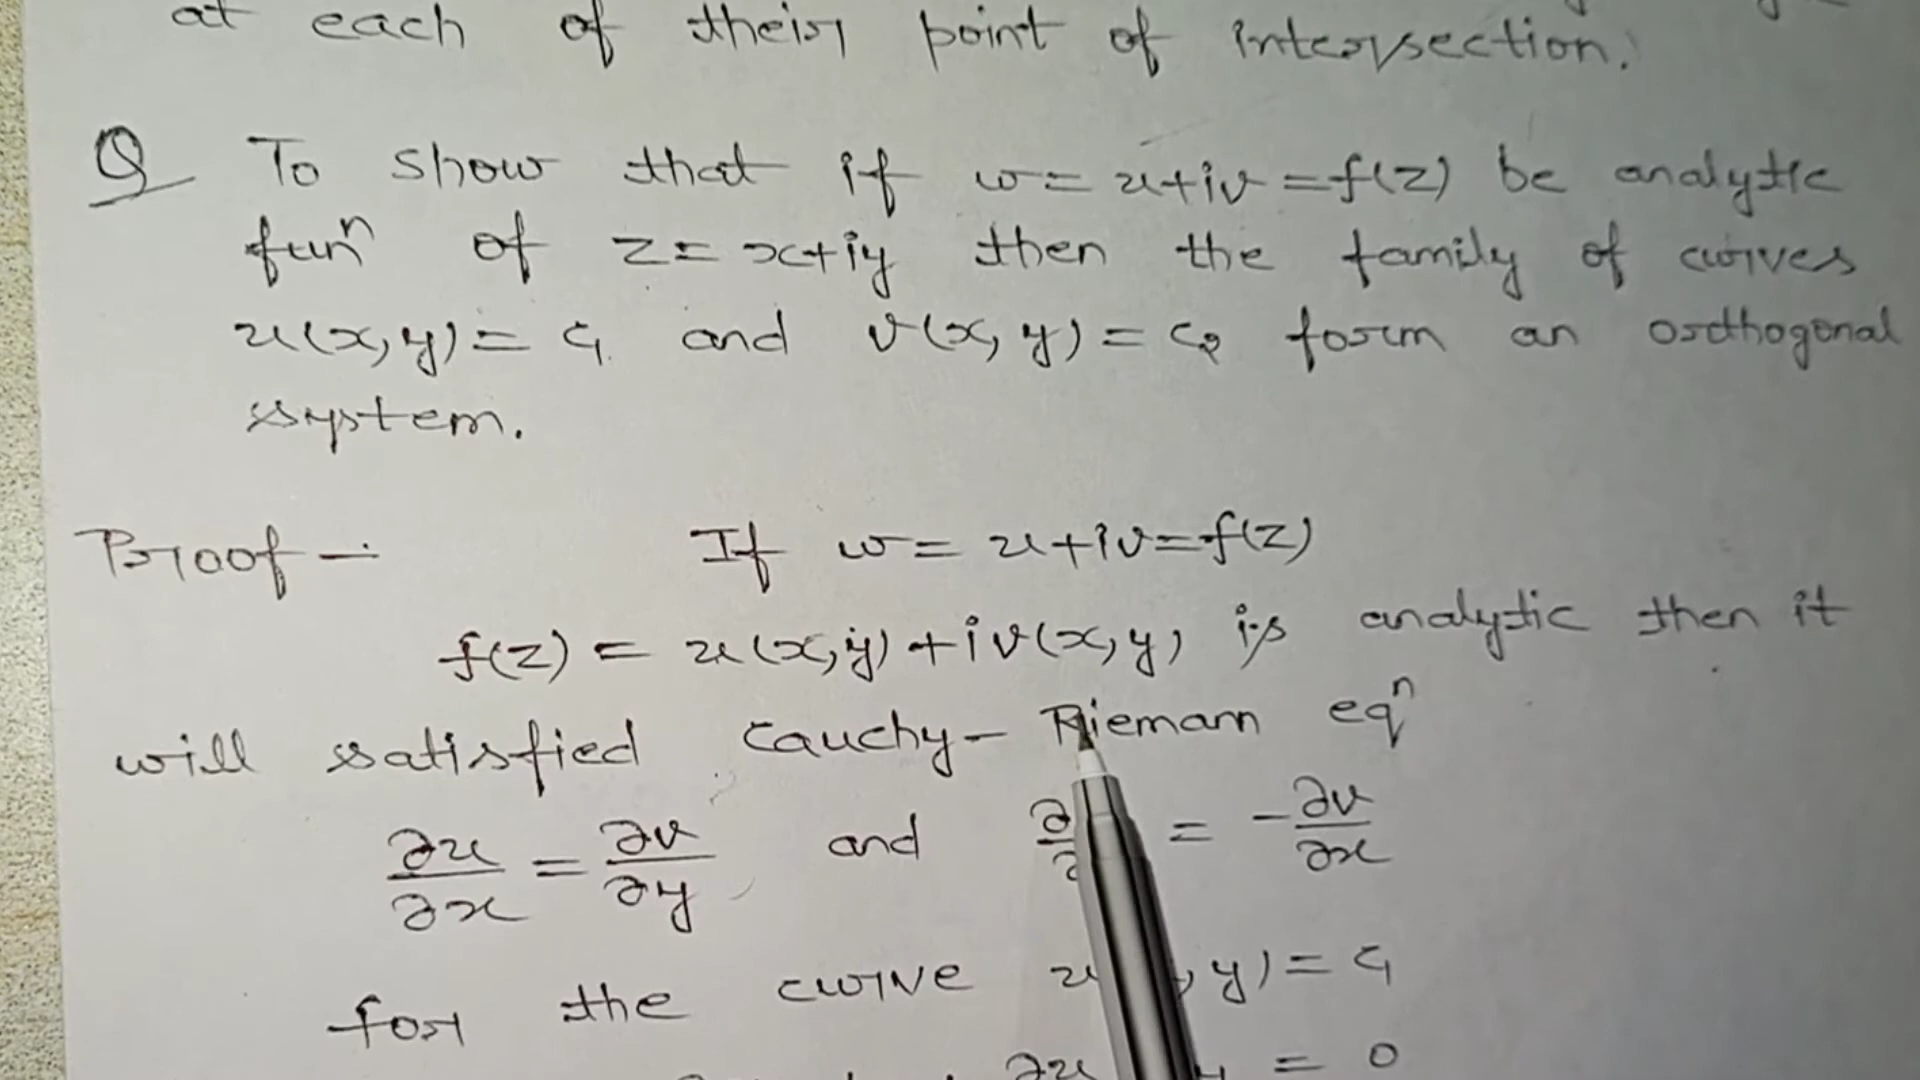 at each of their point of intersection.
Q To show that if w = u+iv = f(z) be analytic
funⁿ of z = x+iy then the family of curves
u(x,y) = c₁ and v(x,y) = c₂ form an orthogonal
system.
Proof – If w = u+iv = f(z)
f(z) = u(x,y) + iv(x,y) is analytic then it
will satisfied Cauchy – Riemann eqⁿ
∂u/∂x = ∂v/∂y and ∂ = -∂v/∂x
for the curve u ,y) = c₁
∂u = 0